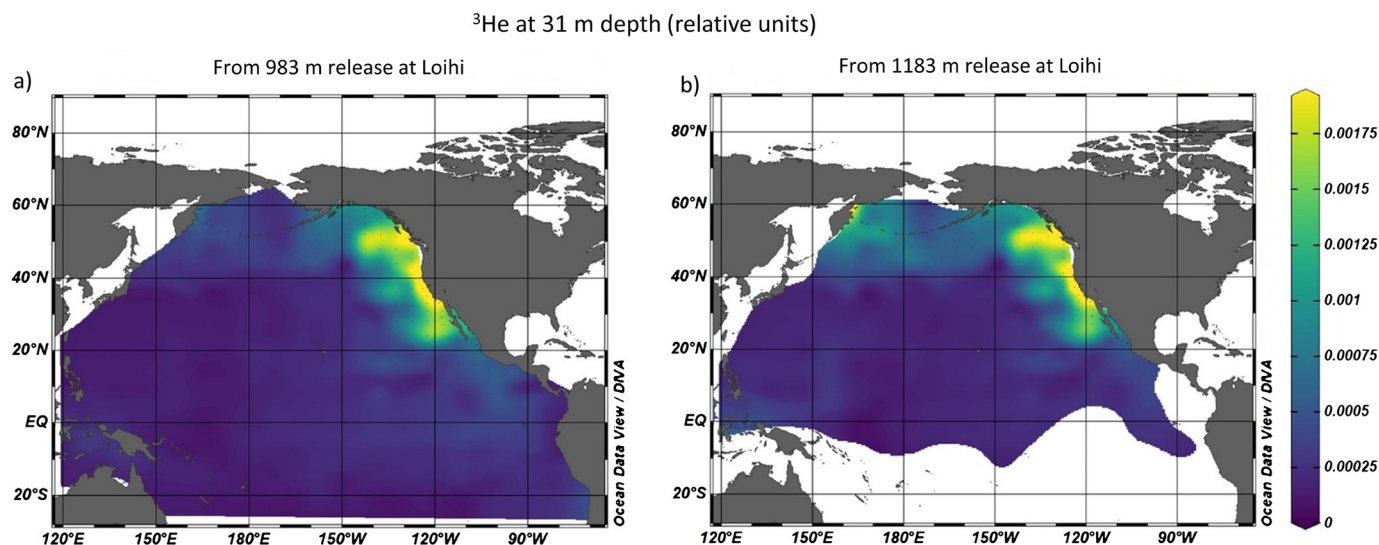 ³He at 31 m depth (relative units)
a)
From 983 m release at Loihi
80°N
60°N
40°N
20°N
EQ
20°S
120°E 150°E 180°E 150°W 120°W 90°W
Ocean Data View / DIVA
b)
From 1183 m release at Loihi
80°N
60°N
40°N
20°N
EQ
20°S
120°E 150°E 180°E 150°W 120°W 90°W
Ocean Data View / DIVA
0.00175
0.0015
0.00125
0.001
0.00075
0.0005
0.00025
0